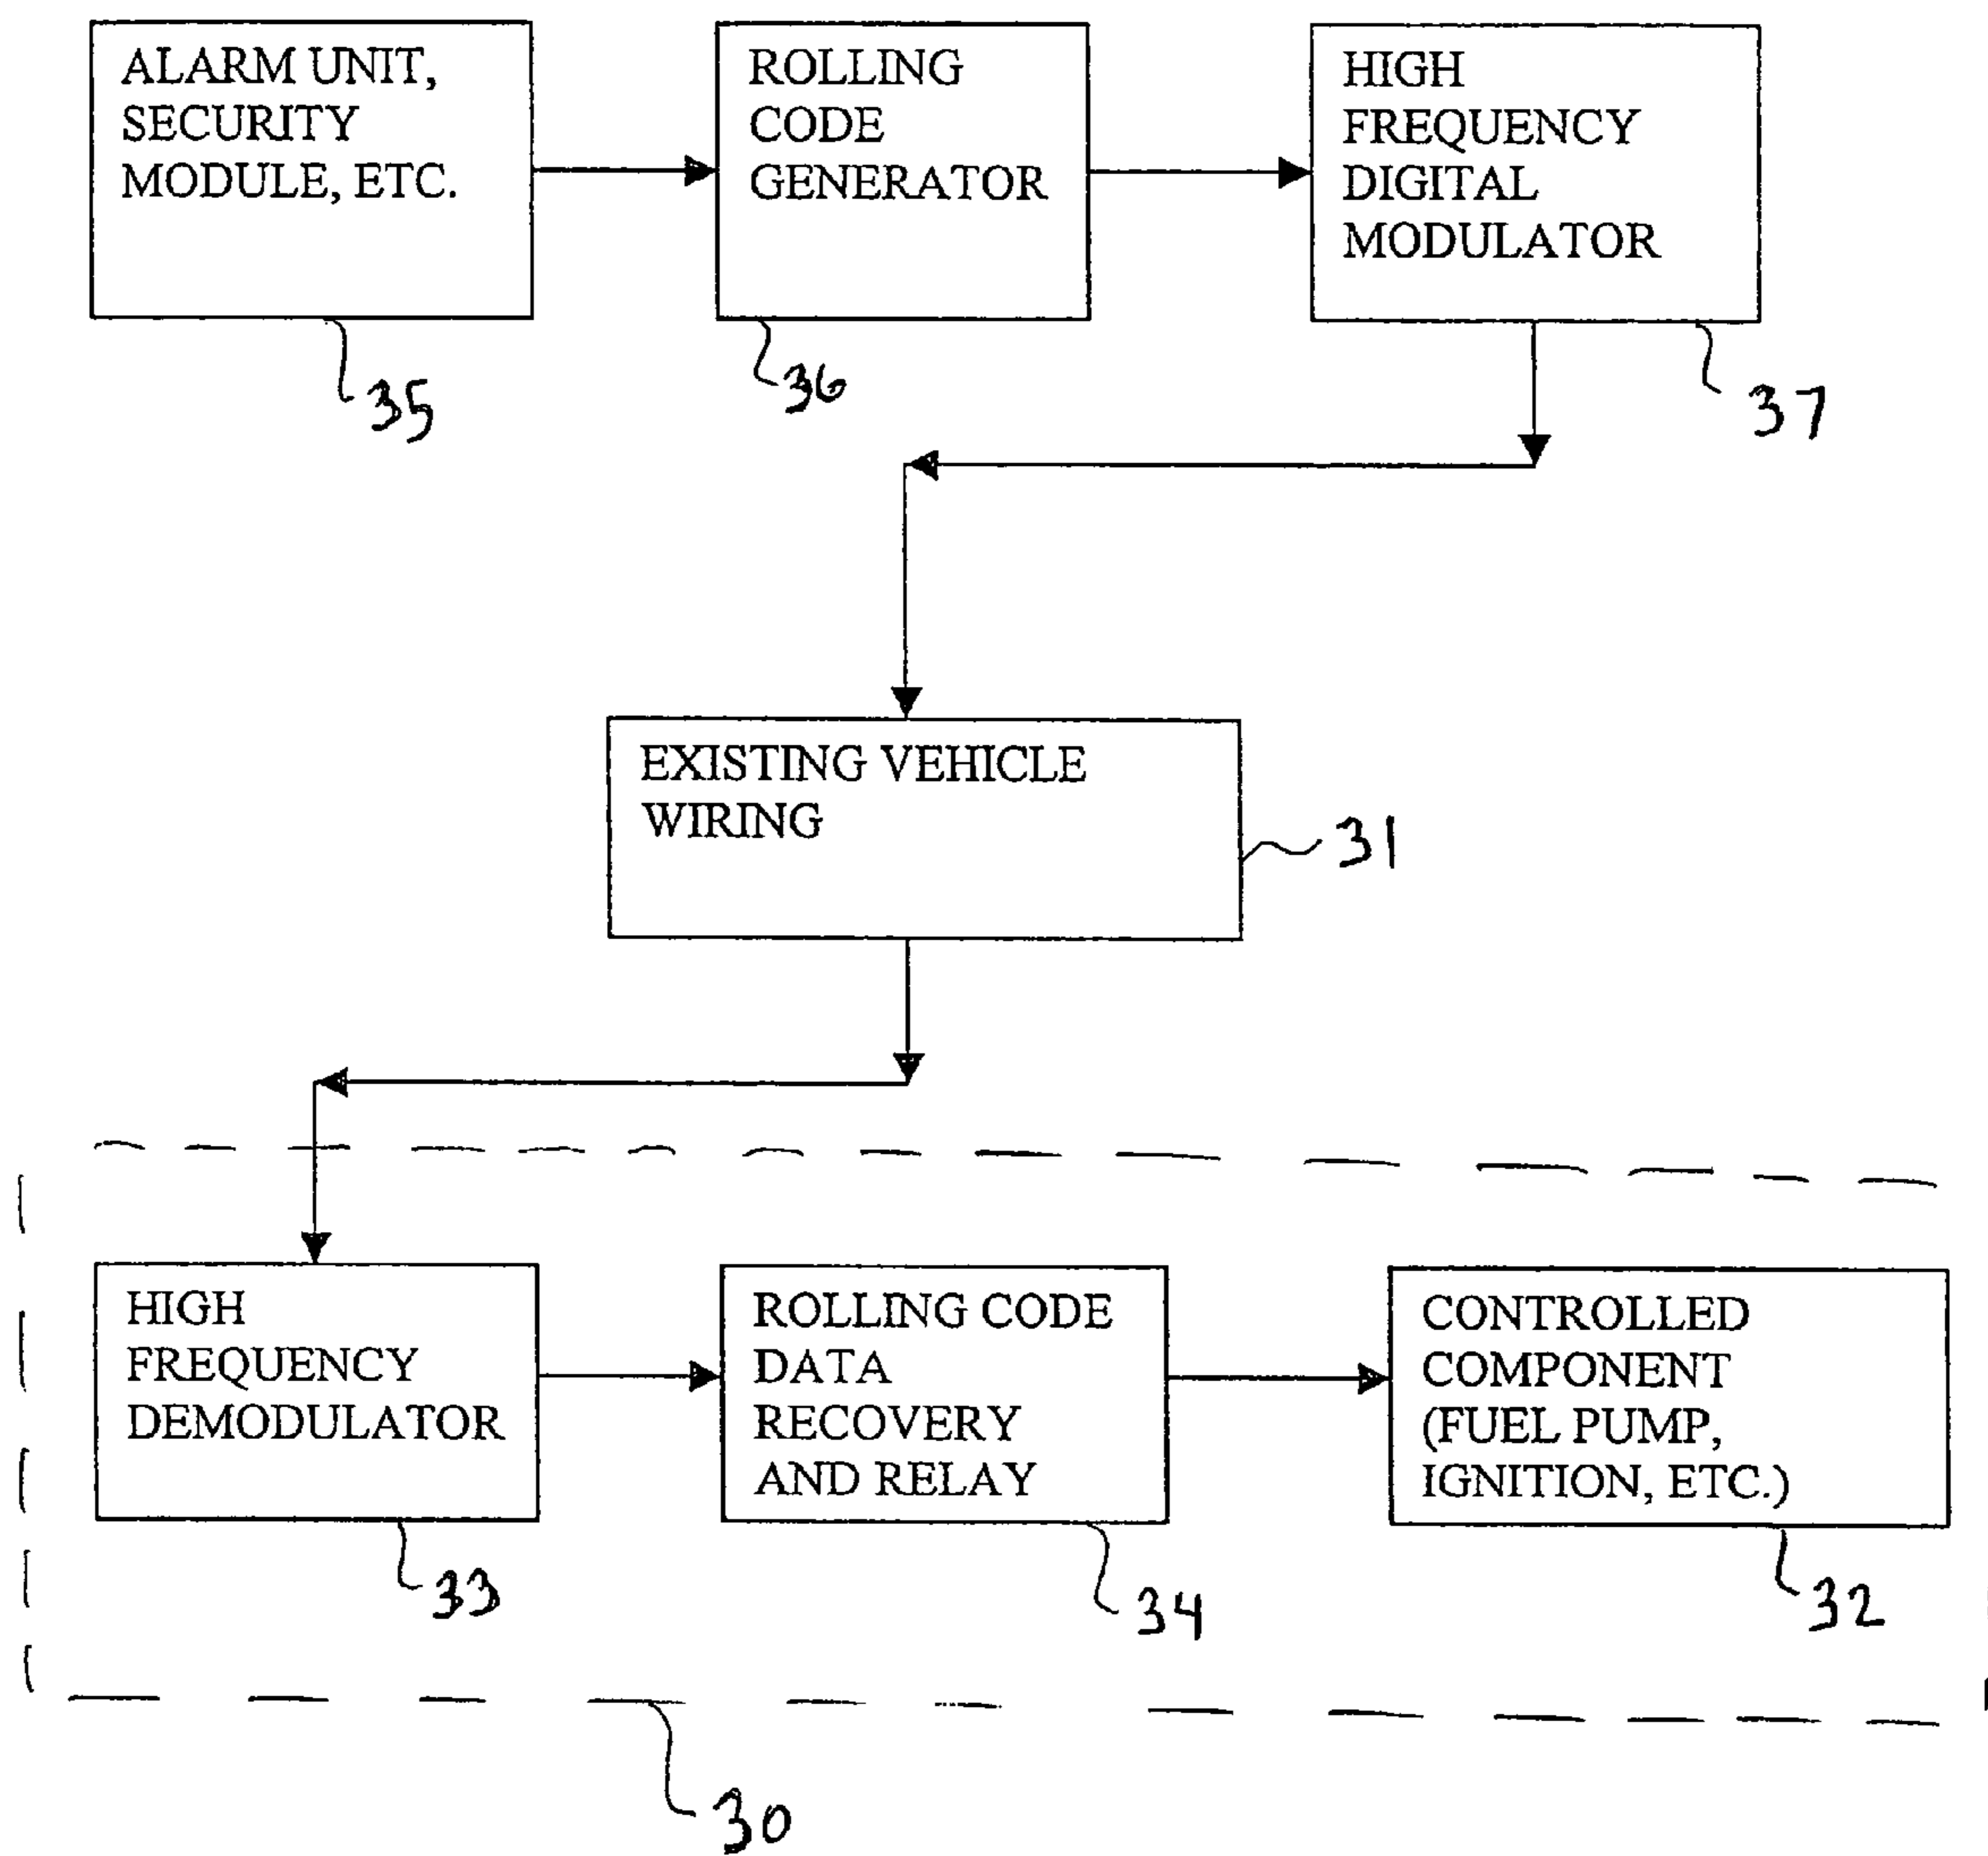 ALARM UNIT,
SECURITY
MODULE, ETC.
35
ROLLING
CODE
GENERATOR
36
HIGH
FREQUENCY
DIGITAL
MODULATOR
37
EXISTING VEHICLE
WIRING
31
HIGH
FREQUENCY
DEMODULATOR
33
ROLLING CODE
DATA
RECOVERY
AND RELAY
34
CONTROLLED
COMPONENT
(FUEL PUMP,
IGNITION, ETC.)
32
30